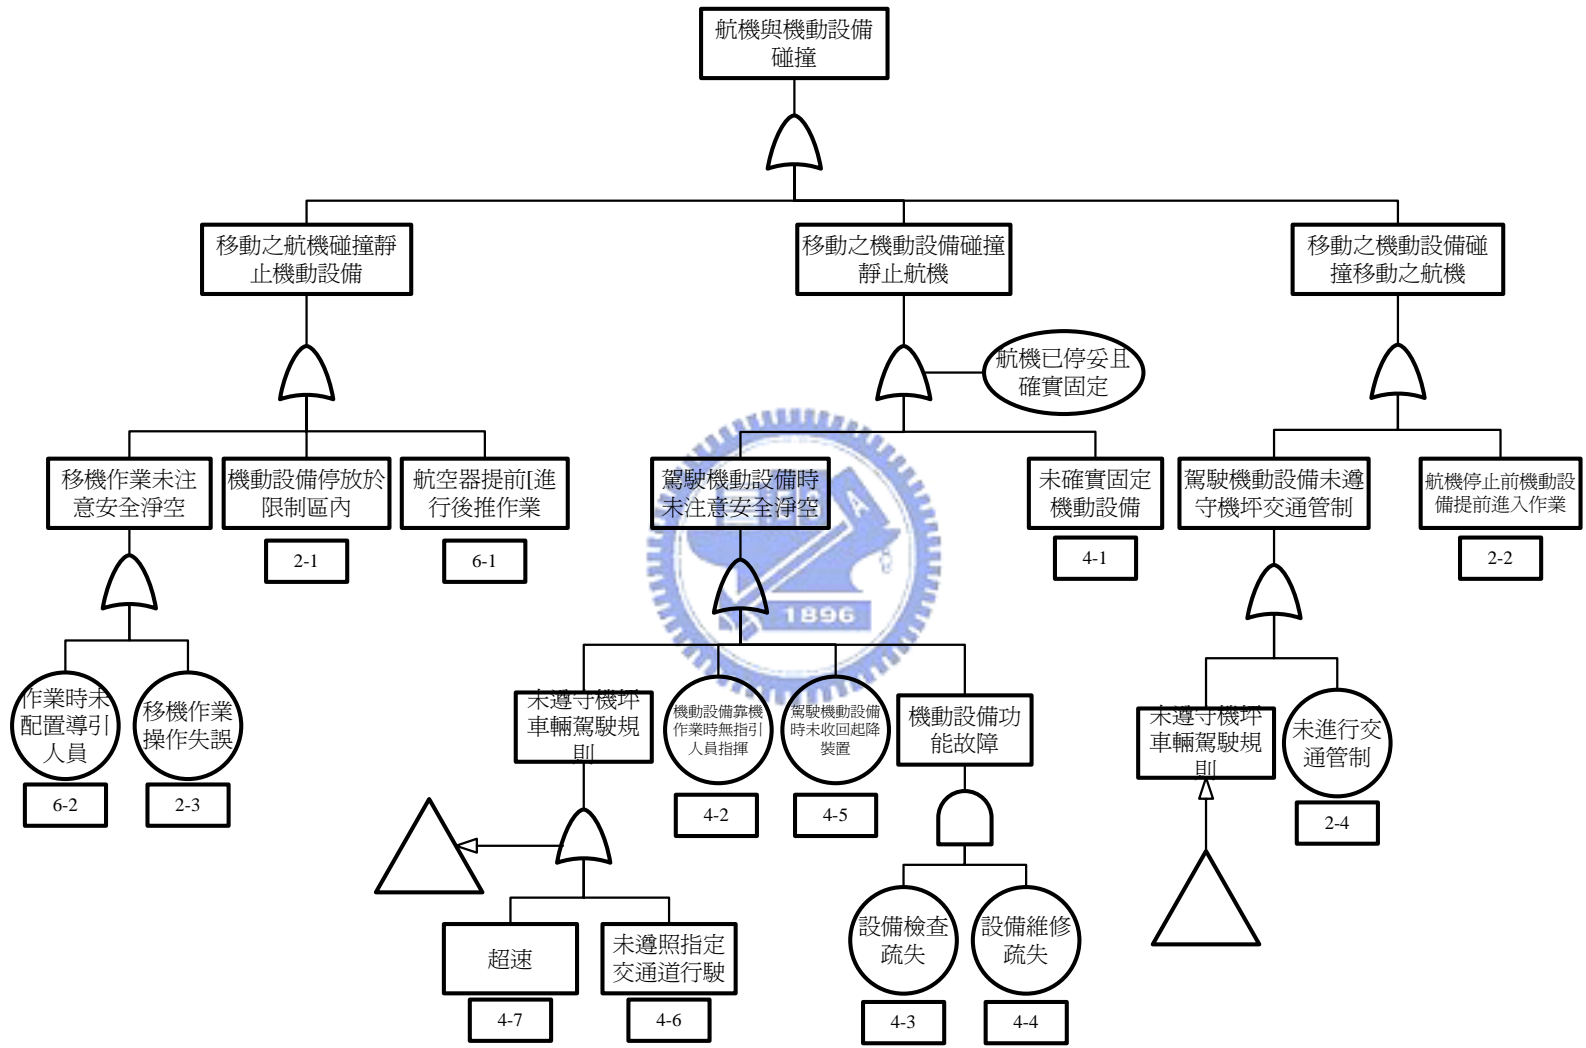 航機與機動設備
碰撞
移動之航機碰撞靜
止機動設備
移動之機動設備碰撞
靜止航機
移動之機動設備碰
撞移動之航機
航機已停妥且
確實固定
移機作業未注
意安全淨空
機動設備停放於
限制區內
航空器提前[進
行後推作業
駕駛機動設備時
未注意安全淨空
未確實固定
機動設備
駕駛機動設備未遵
守機坪交通管制
航機停止前機動設
備提前進入作業
2-1
6-1
4-1
2-2
1896
作業時未
配置導引
人員
移機作業
操作失誤
未遵守機坪
車輛駕駛規
則
機動設備靠機
作業時無指引
人員指揮
駕駛機動設備
時未收回起降
裝置
機動設備功
能故障
未遵守機坪
車輛駕駛規
則
未進行交
通管制
6-2
2-3
4-2
4-5
2-4
超速
未遵照指定
交通道行駛
設備檢查
疏失
設備維修
疏失
4-7
4-6
4-3
4-4